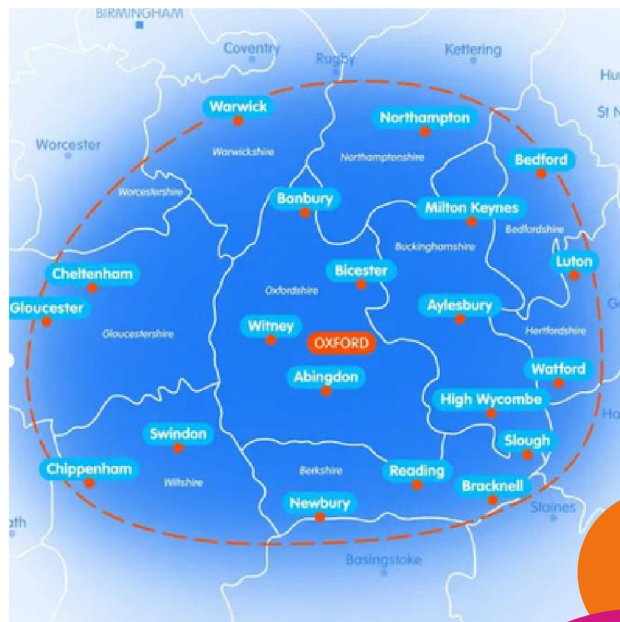 BIRMINGHAM
Coventry
Rugby
Kettering
Warwick
Northampton
St N
Worcester
Warwickshire
Northamptonshire
Bedford
Worcestershire
Banbury
Milton Keynes
Bedfordshire
Buckinghamshire
Cheltenham
Bicester
Luton
Oxfordshire
Gloucester
Aylesbury
Gloucestershire
Witney
OXFORD
Hertfordshire
Abingdon
Watford
High Wycombe
Swindon
Slough
Chippenham
Wiltshire
Berkshire
Reading
Bracknell
Newbury
Staines
ath
Basingstoke